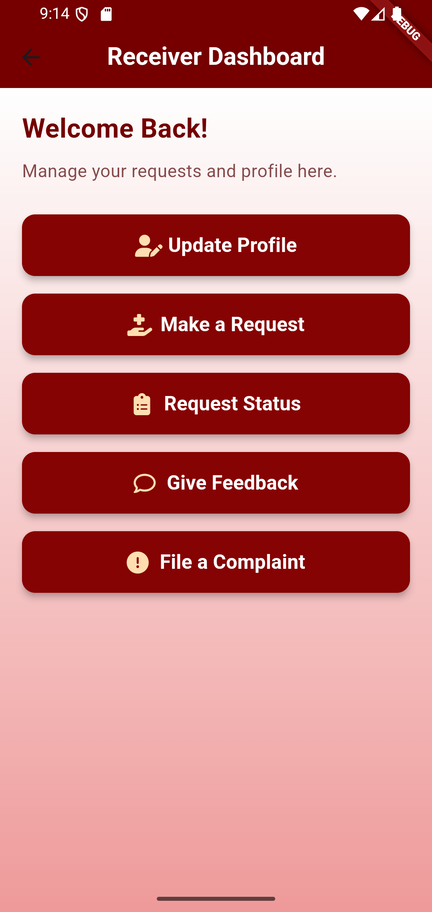 9:14
DEBUG
Receiver Dashboard
Welcome Back!
Manage your requests and profile here.
Update Profile
Make a Request
Request Status
Give Feedback
File a Complaint